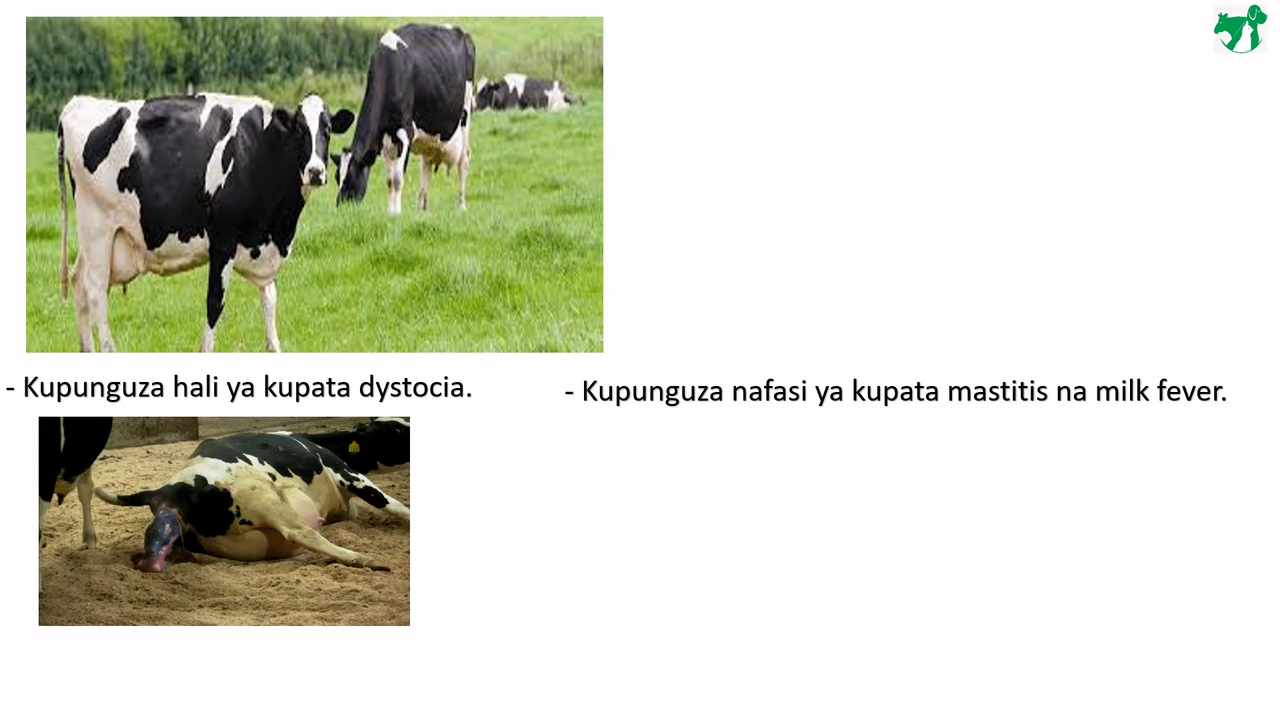 - Kupunguza hali ya kupata dystocia.
- Kupunguza nafasi ya kupata mastitis na milk fever.